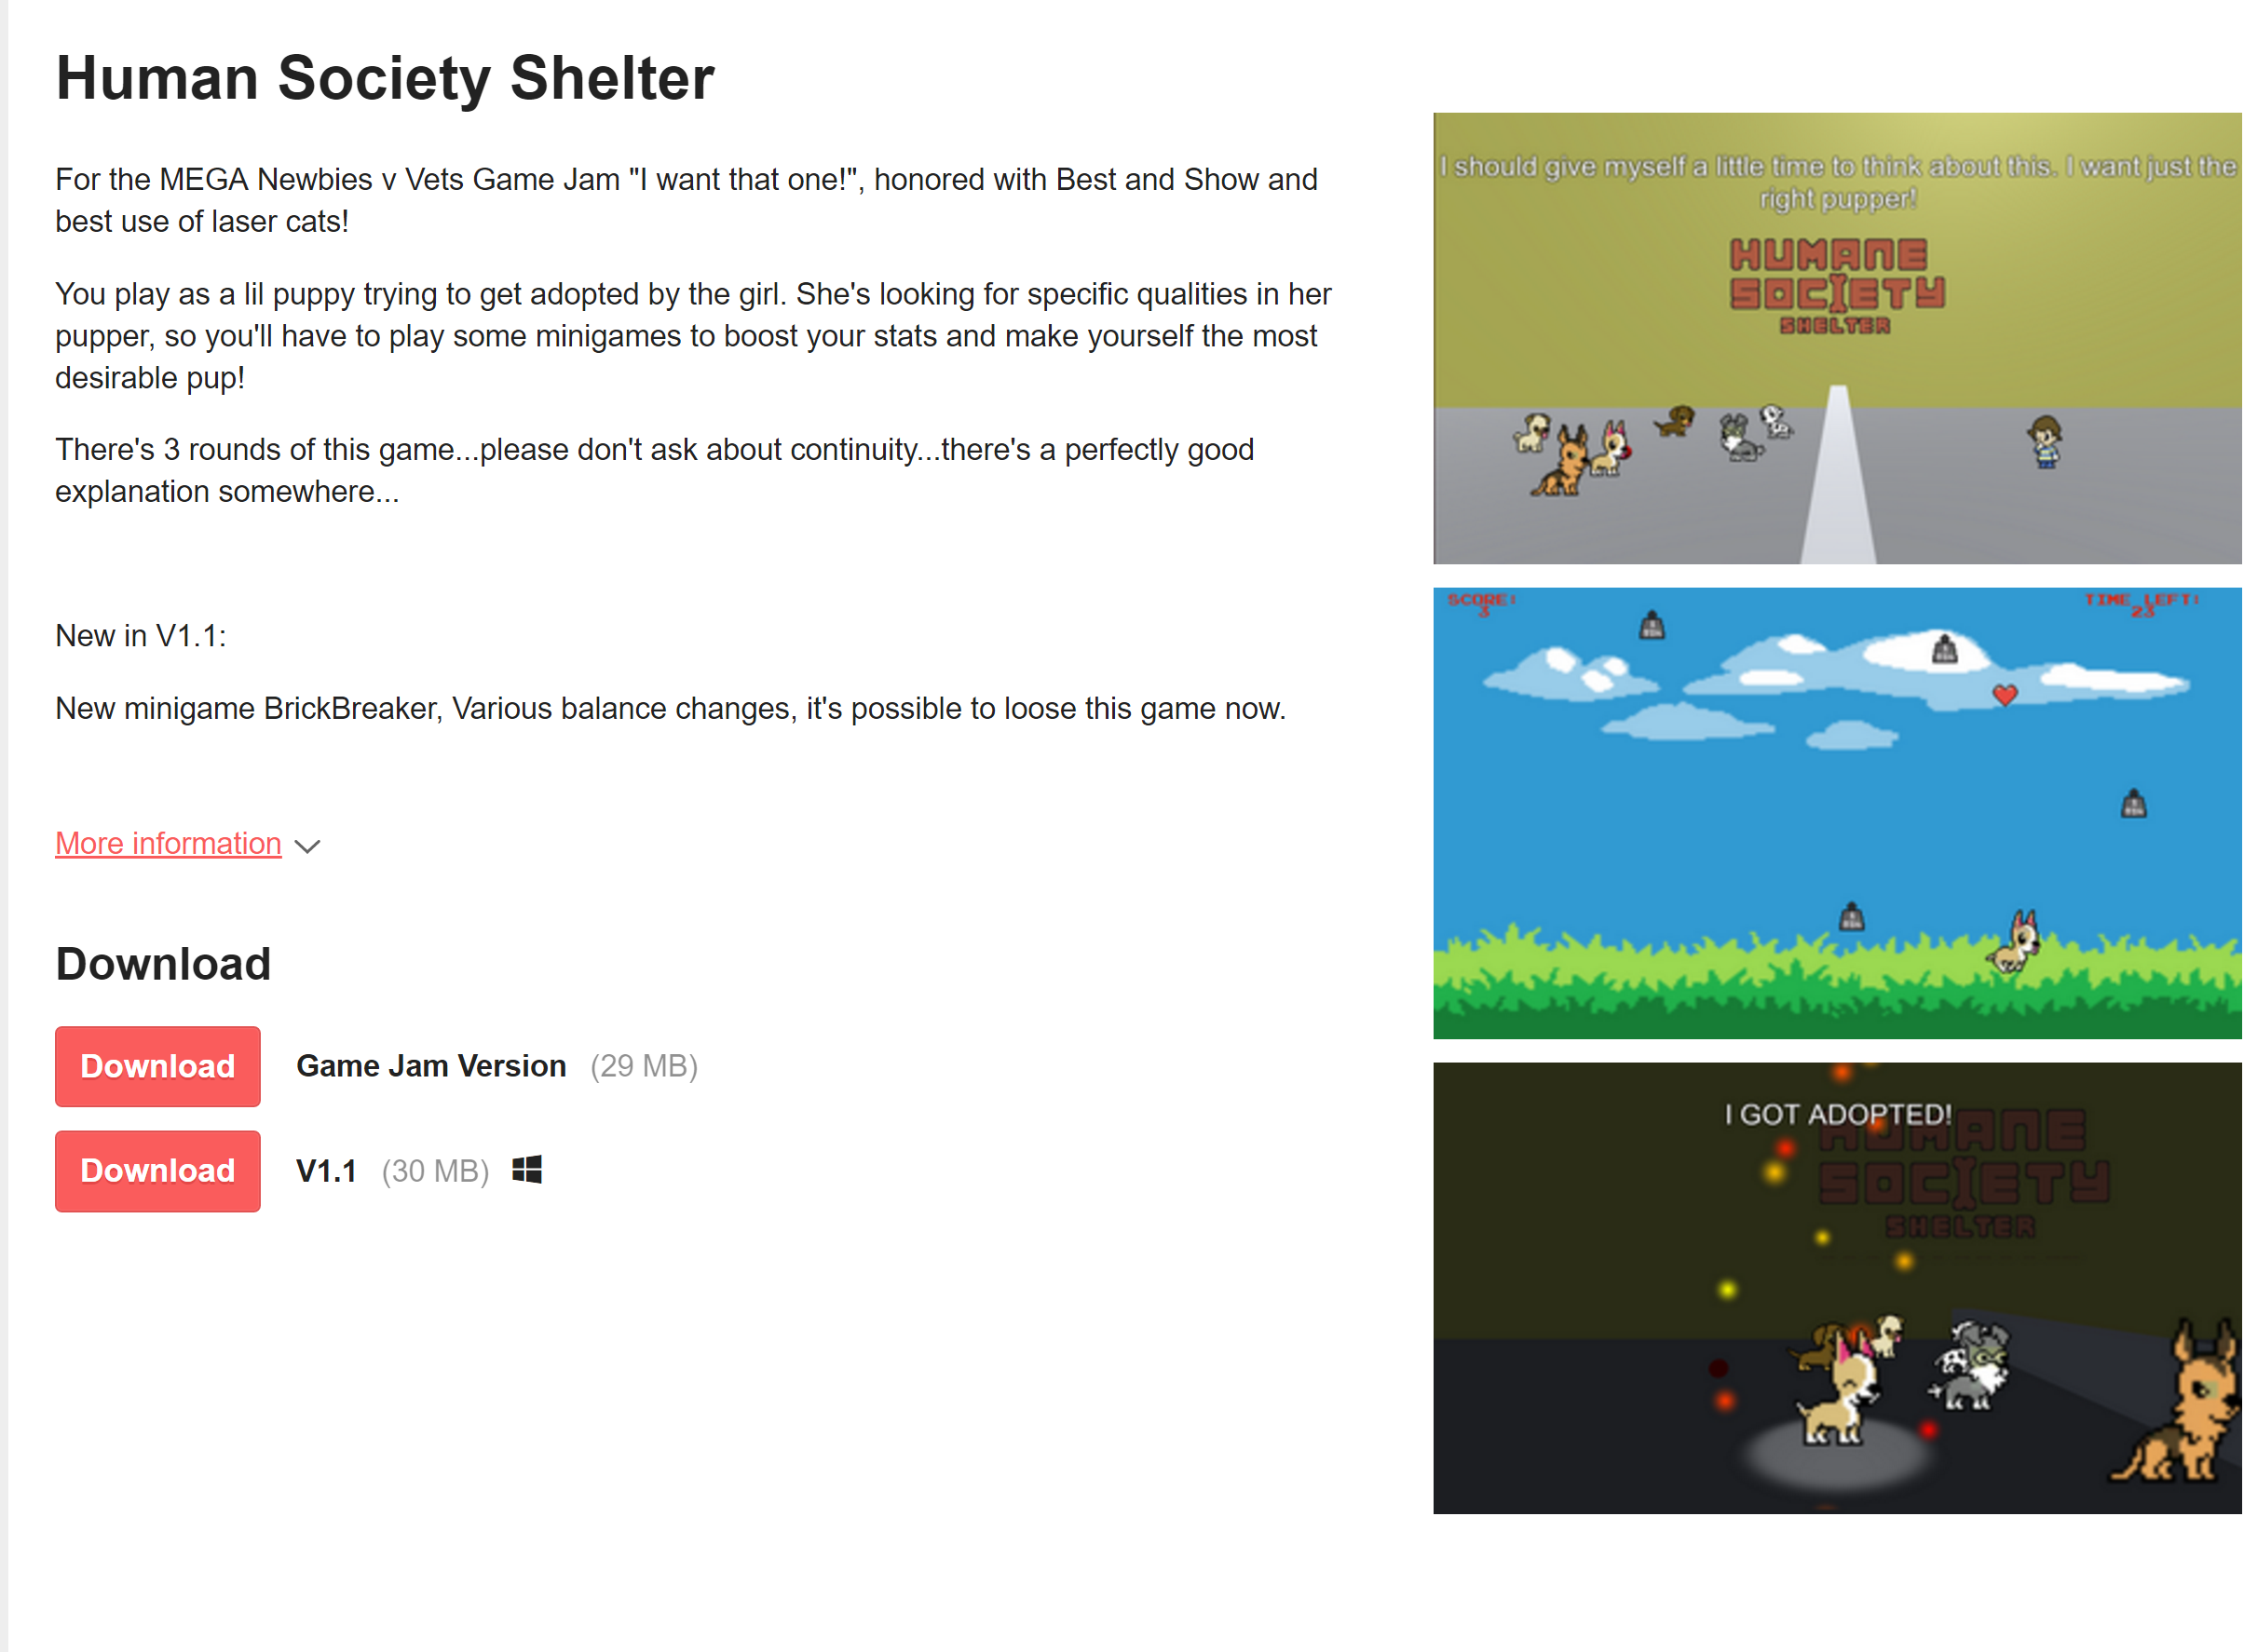 Human Society Shelter
For the MEGA Newbies v Vets Game Jam "I want that one!", honored with Best and Show and
best use of laser cats!
You play as a lil puppy trying to get adopted by the girl. She's looking for specific qualities in her
pupper, so you'll have to play some minigames to boost your stats and make yourself the most
desirable pup!
There's 3 rounds of this game...please don't ask about continuity...there's a perfectly good
explanation somewhere...
New in V1.1:
New minigame BrickBreaker, Various balance changes, it's possible to loose this game now.
More information
Download
Download Game Jam Version (29 MB)
Download V1.1 (30 MB)
I should give myself a little time to think about this. I want just the
right pupper!
HUMANE
SOCIETY
SHELTER
SCORE:
3
TIME LEFT:
23
I GOT ADOPTED!
HUMANE
SOCIETY
SHELTER